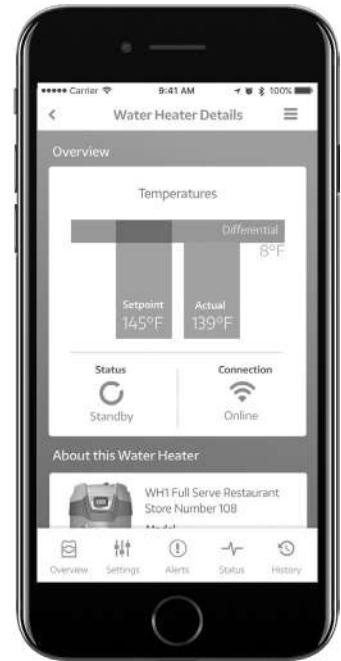 Carrier 9:41 AM 100%
Water Heater Details
Overview
Temperatures
Differential
8°F
Setpoint Actual
145°F 139°F
Status Connection
Standby Online
About this Water Heater
WH1 Full Serve Restaurant
Store Number 108
Model
Overview Settings Alerts Status History